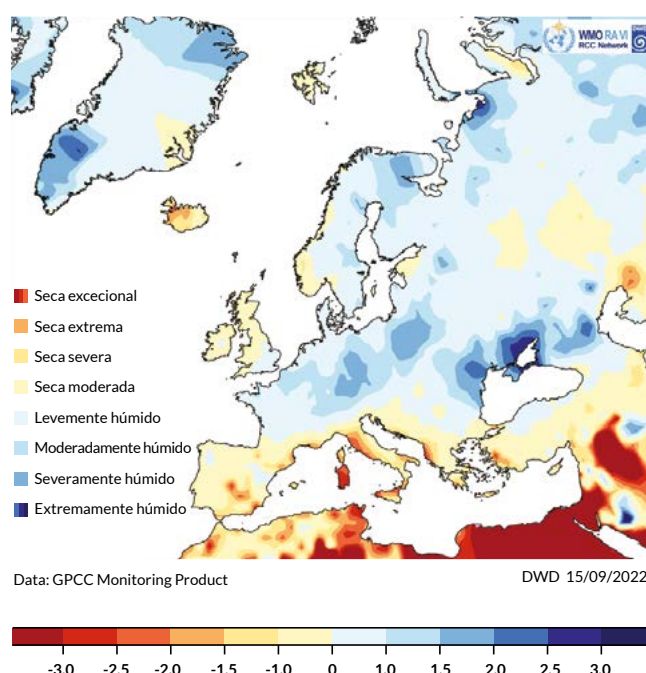 WMO RA VI
RCC Network
Seca excecional
Seca extrema
Seca severa
Seca moderada
Levemente húmido
Moderadamente húmido
Severamente húmido
Extremamente húmido
Data: GPCC Monitoring Product
DWD 15/09/2022
-3.0 -2.5 -2.0 -1.5 -1.0 0 1.0 1.5 2.0 2.5 3.0